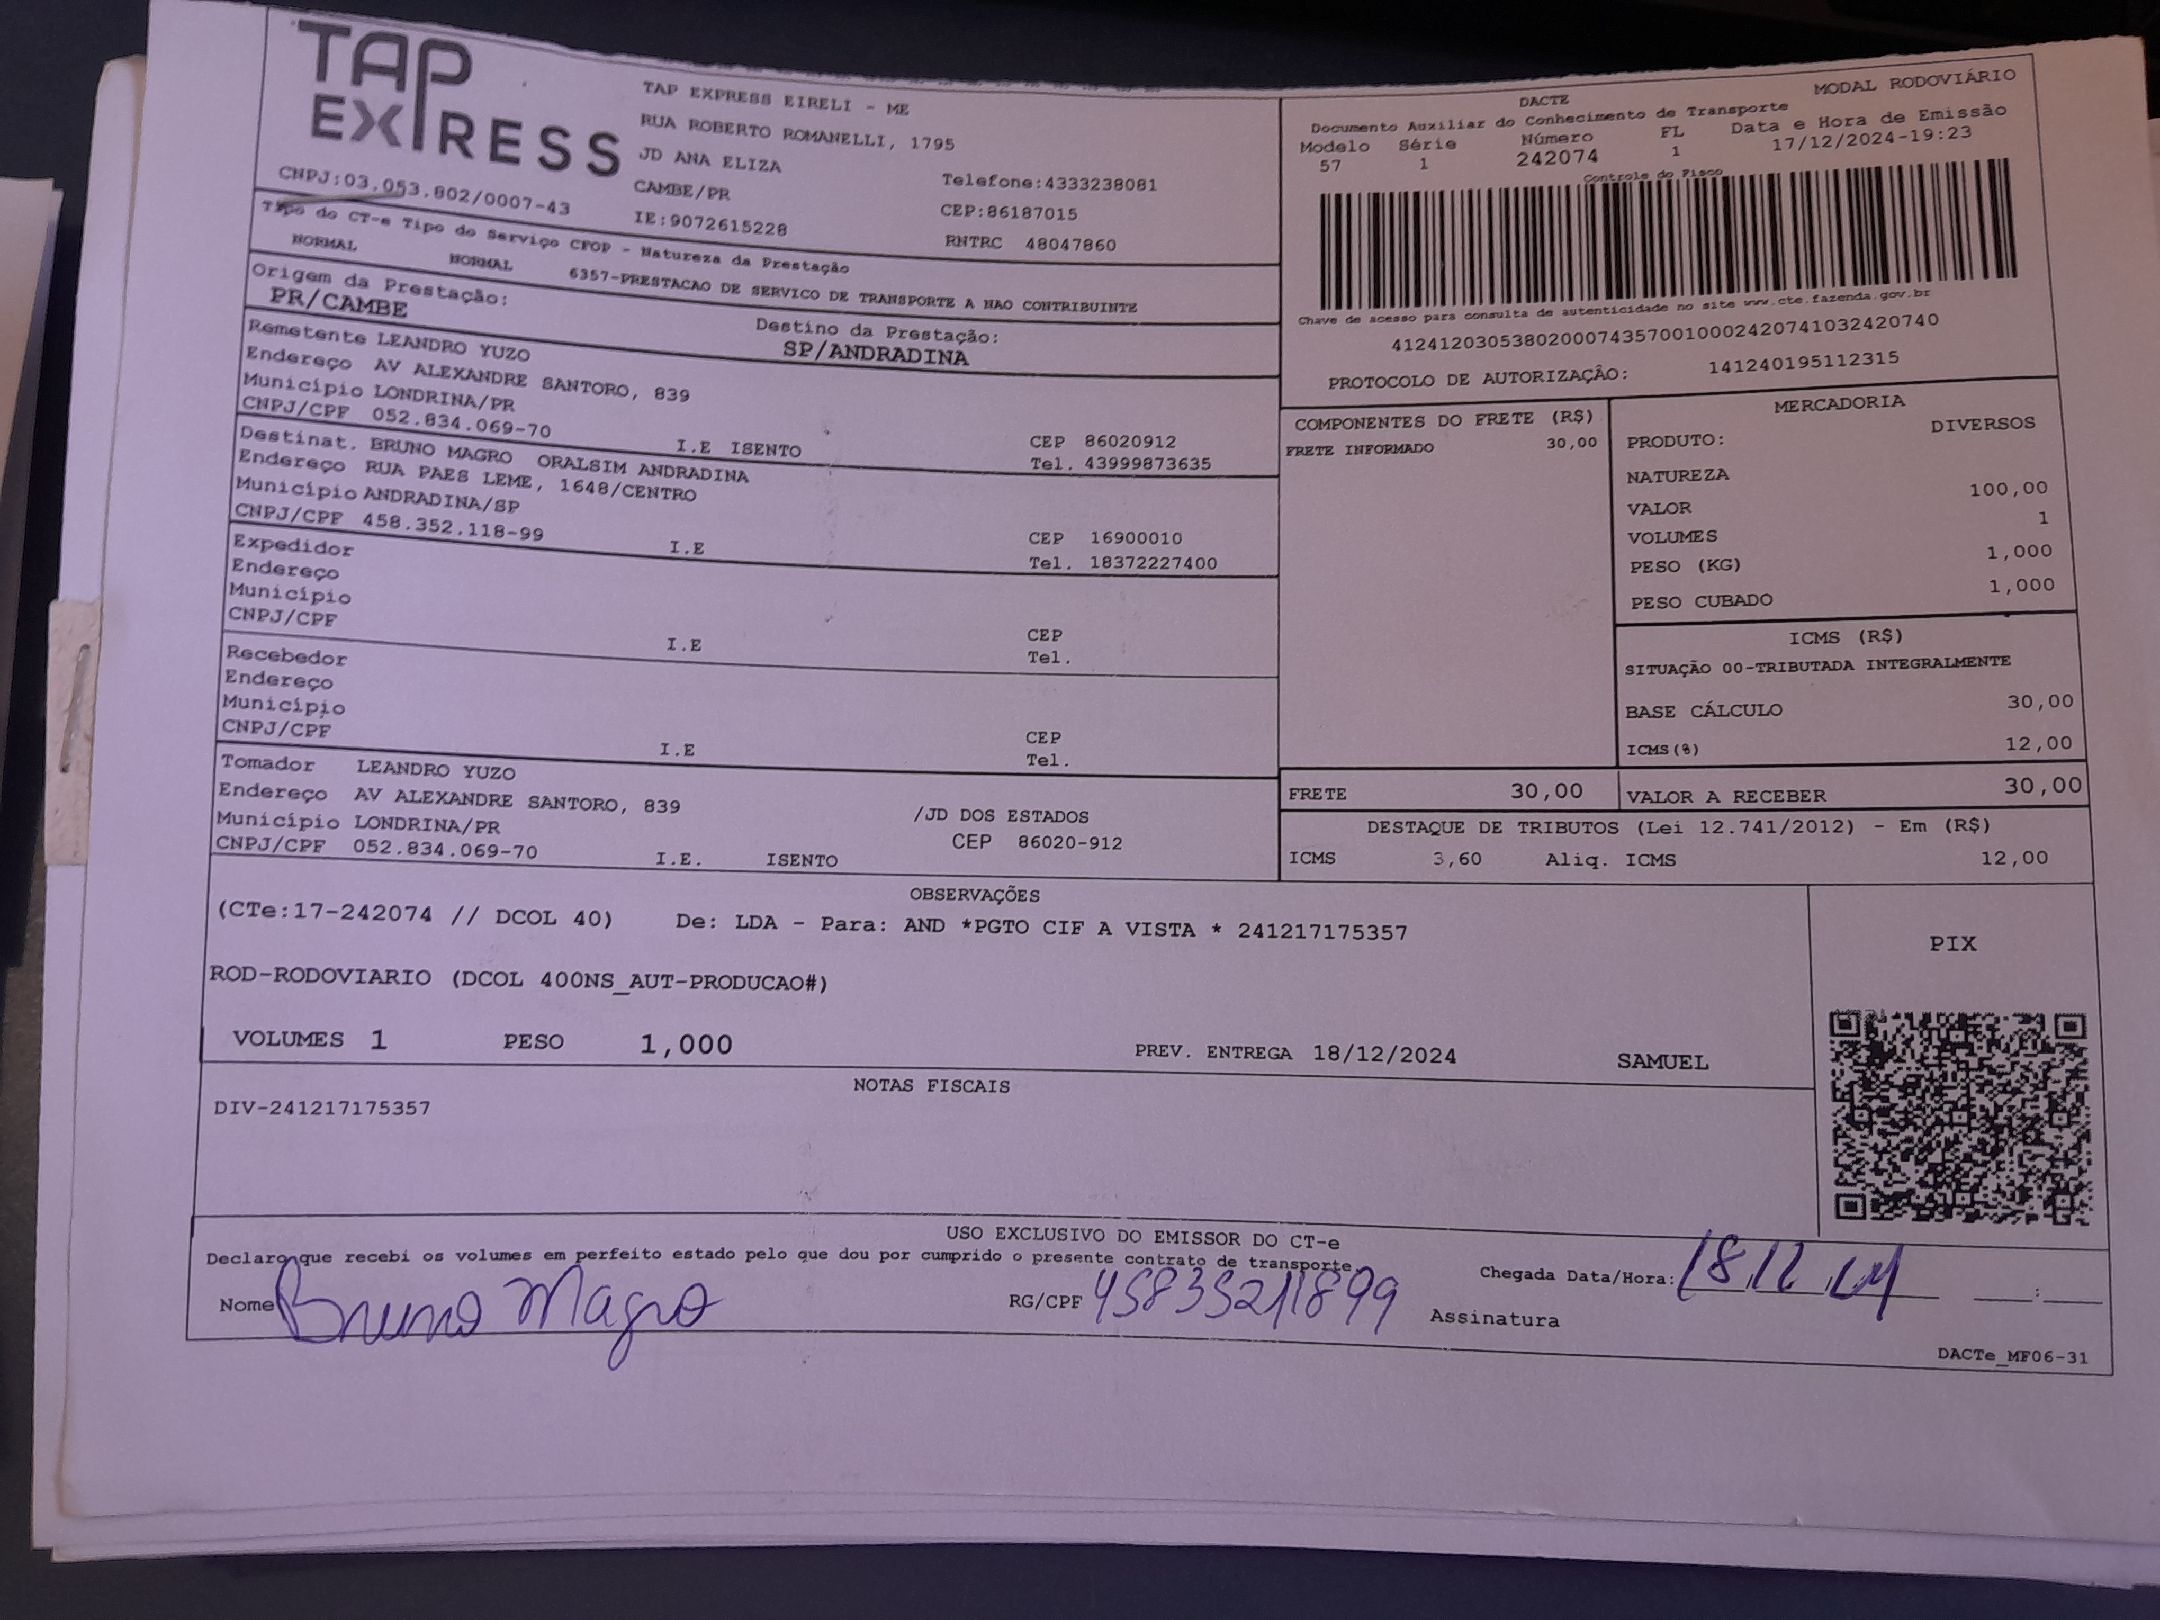 TAP
EXPRESS
CNPJ:03.053.802/0007-43
TAP EXPRESS EIRELI - ME
RUA ROBERTO ROMANELLI, 1795
JD ANA ELIZA
CAMBE/PR
IE:9072615228
Telefone:4333238081
CEP:86187015
RNTRC 48047860
Tipo do CT-e Tipo do Serviço CFOP - Natureza da Prestação
NORMAL NORMAL 6357-PRESTACAO DE SERVICO DE TRANSPORTE A NAO CONTRIBUINTE
Origem da Prestação: Destino da Prestação:
PR/CAMBE SP/ANDRADINA
Remetente LEANDRO YUZO
Endereço AV ALEXANDRE SANTORO, 839
Município LONDRINA/PR CEP 86020912
CNPJ/CPF 052.834.069-70 I.E ISENTO Tel. 43999873635
Destinat. BRUNO MAGRO ORALSIM ANDRADINA
Endereço RUA PAES LEME, 1648/CENTRO
Município ANDRADINA/SP CEP 16900010
CNPJ/CPF 458.352.118-99 I.E Tel. 18372227400
Expedidor
Endereço
Município CEP
CNPJ/CPF I.E Tel.
Recebedor
Endereço
Município CEP
CNPJ/CPF I.E Tel.
Tomador LEANDRO YUZO
Endereço AV ALEXANDRE SANTORO, 839 /JD DOS ESTADOS
Município LONDRINA/PR CEP 86020-912
CNPJ/CPF 052.834.069-70 I.E. ISENTO
DACTE MODAL RODOVIÁRIO
Documento Auxiliar do Conhecimento de Transporte
Modelo Série Número FL Data e Hora de Emissão
57 1 242074 1 17/12/2024-19:23
Controle do Fisco
Chave de acesso para consulta de autenticidade no site www.cte.fazenda.gov.br
41241203053802000743570010002420741032420740
PROTOCOLO DE AUTORIZAÇÃO: 141240195112315
COMPONENTES DO FRETE (R$)
FRETE INFORMADO 30,00
MERCADORIA
PRODUTO: DIVERSOS
NATUREZA
VALOR 100,00
VOLUMES 1
PESO (KG) 1,000
PESO CUBADO 1,000
ICMS (R$)
SITUAÇÃO 00-TRIBUTADA INTEGRALMENTE
BASE CÁLCULO 30,00
ICMS(%) 12,00
FRETE 30,00 VALOR A RECEBER 30,00
DESTAQUE DE TRIBUTOS (Lei 12.741/2012) - Em (R$)
ICMS 3,60 Aliq. ICMS 12,00
OBSERVAÇÕES
(CTe:17-242074 // DCOL 40) De: LDA - Para: AND *PGTO CIF A VISTA * 241217175357
ROD-RODOVIARIO (DCOL 400NS_AUT-PRODUCAO#)
VOLUMES 1 PESO 1,000 PREV. ENTREGA 18/12/2024 SAMUEL
PIX
NOTAS FISCAIS
DIV-241217175357
USO EXCLUSIVO DO EMISSOR DO CT-e
Declaro que recebi os volumes em perfeito estado pelo que dou por cumprido o presente contrato de transporte.
Nome Bruno Magro RG/CPF 45835211899 Assinatura
Chegada Data/Hora: 18/12/24 __:__
DACTe_MF06-31